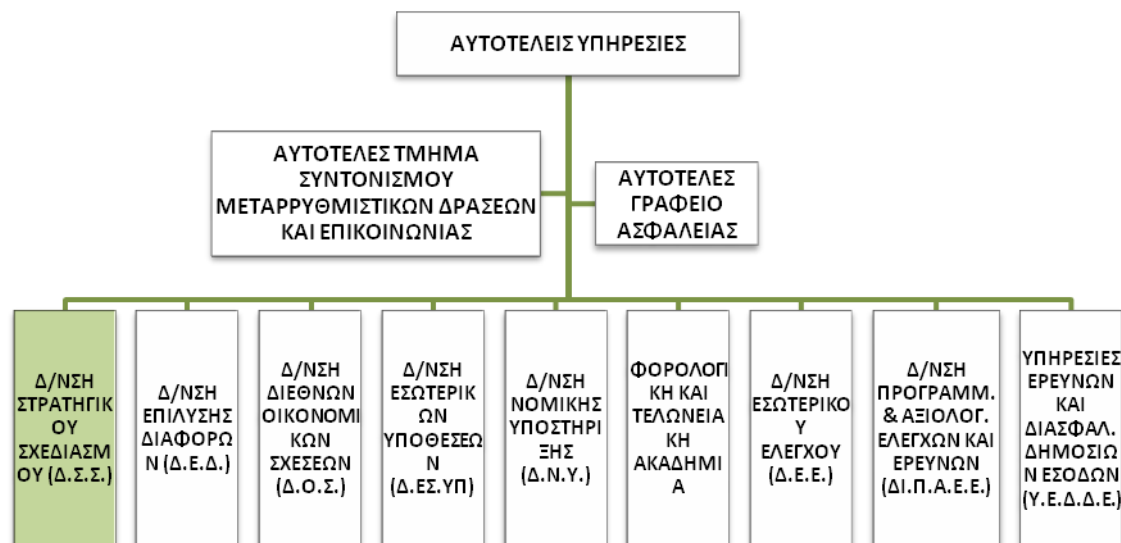 ΑΥΤΟΤΕΛΕΙΣ ΥΠΗΡΕΣΙΕΣ
ΑΥΤΟΤΕΛΕΣ ΤΜΗΜΑ
ΣΥΝΤΟΝΙΣΜΟΥ
ΜΕΤΑΡΡΥΘΜΙΣΤΙΚΩΝ ΔΡΑΣΕΩΝ
ΚΑΙ ΕΠΙΚΟΙΝΩΝΙΑΣ
ΑΥΤΟΤΕΛΕΣ
ΓΡΑΦΕΙΟ
ΑΣΦΑΛΕΙΑΣ
Δ/ΝΣΗ
ΣΤΡΑΤΗΓΙΚ
ΟΥ
ΣΧΕΔΙΑΣΜ
ΟΥ (Δ.Σ.Σ.)
Δ/ΝΣΗ
ΕΠΙΛΥΣΗΣ
ΔΙΑΦΟΡΩ
Ν (Δ.Ε.Δ.)
Δ/ΝΣΗ
ΔΙΕΘΝΩΝ
ΟΙΚΟΝΟΜΙ
ΚΩΝ
ΣΧΕΣΕΩΝ
(Δ.Ο.Σ.)
Δ/ΝΣΗ
ΕΣΩΤΕΡΙΚ
ΩΝ
ΥΠΟΘΕΣΕΩ
Ν
(Δ.ΕΣ.ΥΠ)
Δ/ΝΣΗ
ΝΟΜΙΚΗΣ
ΥΠΟΣΤΗΡΙ
ΞΗΣ
(Δ.Ν.Υ.)
ΦΟΡΟΛΟΓΙ
ΚΗ ΚΑΙ
ΤΕΛΩΝΕΙΑ
ΚΗ
ΑΚΑΔΗΜΙ
Α
Δ/ΝΣΗ
ΕΣΩΤΕΡΙΚΟ
Υ
ΕΛΕΓΧΟΥ
(Δ.Ε.Ε.)
Δ/ΝΣΗ
ΠΡΟΓΡΑΜΜ.
& ΑΞΙΟΛΟΓ.
ΕΛΕΓΧΩΝ ΚΑΙ
ΕΡΕΥΝΩΝ
(ΔΙ.Π.Α.Ε.Ε.)
ΥΠΗΡΕΣΙΕΣ
ΕΡΕΥΝΩΝ
ΚΑΙ
ΔΙΑΣΦΑΛ.
ΔΗΜΟΣΙΩ
Ν ΕΣΟΔΩΝ
(Υ.Ε.Δ.Δ.Ε.)